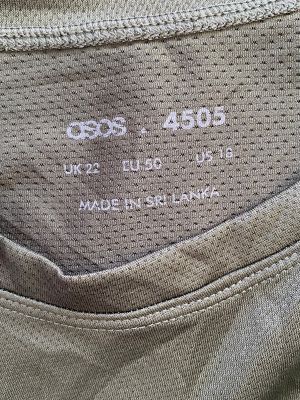 asos . 4505
UK 22 EU 50 US 18
MADE IN SRI LANKA